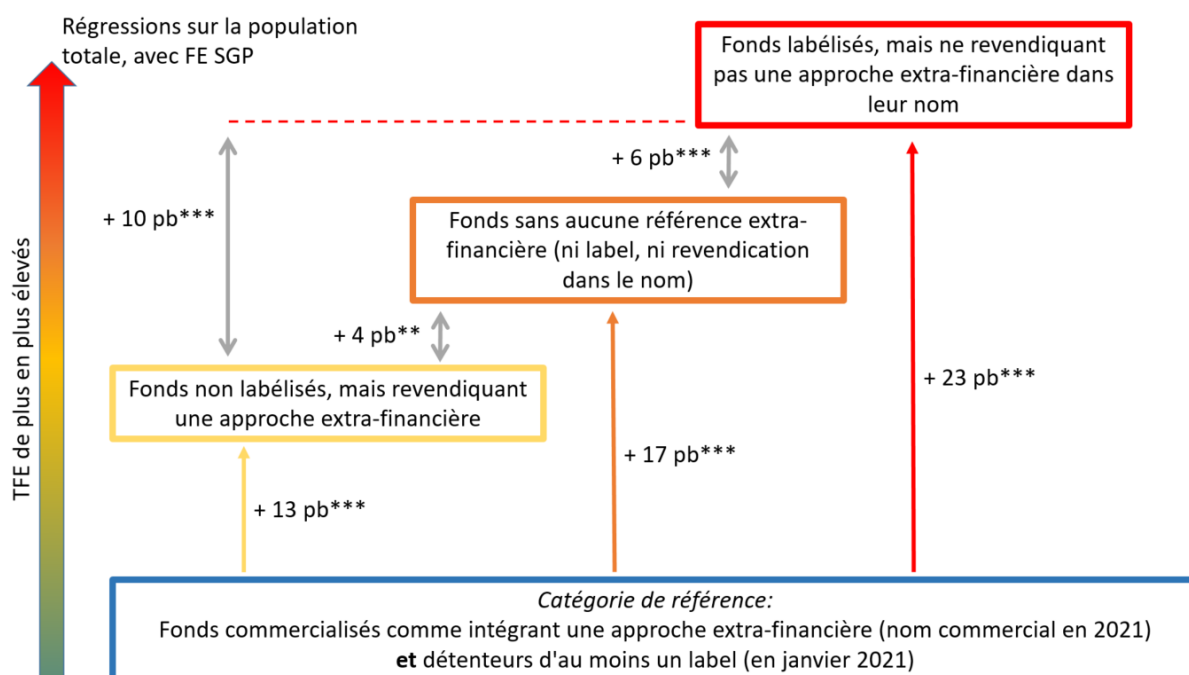 Régressions sur la population
totale, avec FE SGP
TFE de plus en plus élevés
Fonds labélisés, mais ne revendiquant
pas une approche extra-financière dans
leur nom
+ 6 pb***
+ 10 pb***
Fonds sans aucune référence extra-
financière (ni label, ni revendication
dans le nom)
+ 4 pb**
Fonds non labélisés, mais revendiquant
une approche extra-financière
+ 23 pb***
+ 17 pb***
+ 13 pb***
Catégorie de référence:
Fonds commercialisés comme intégrant une approche extra-financière (nom commercial en 2021)
et détenteurs d'au moins un label (en janvier 2021)